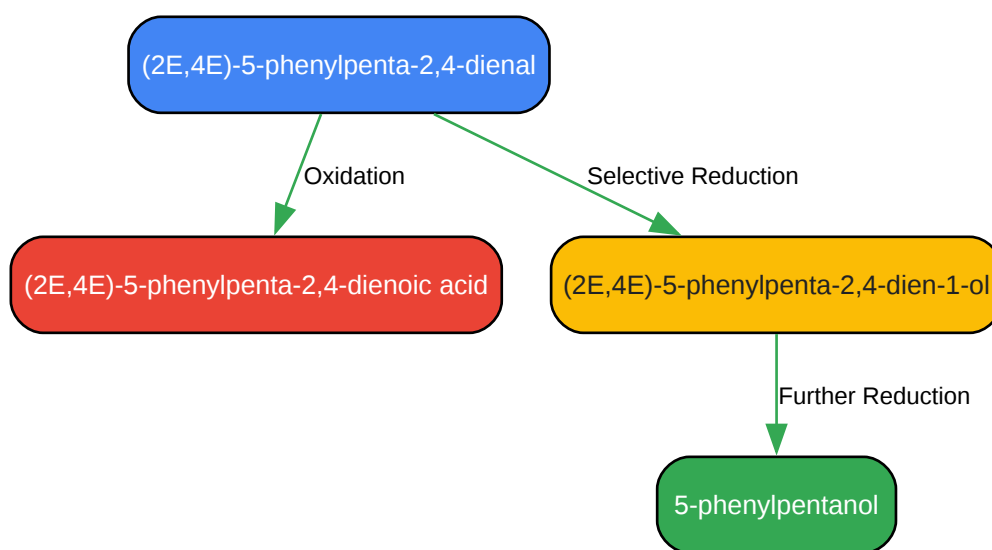 (2E,4E)-5-phenylpenta-2,4-dienal
Oxidation
Selective Reduction
(2E,4E)-5-phenylpenta-2,4-dienoic acid
(2E,4E)-5-phenylpenta-2,4-dien-1-ol
Further Reduction
5-phenylpentanol